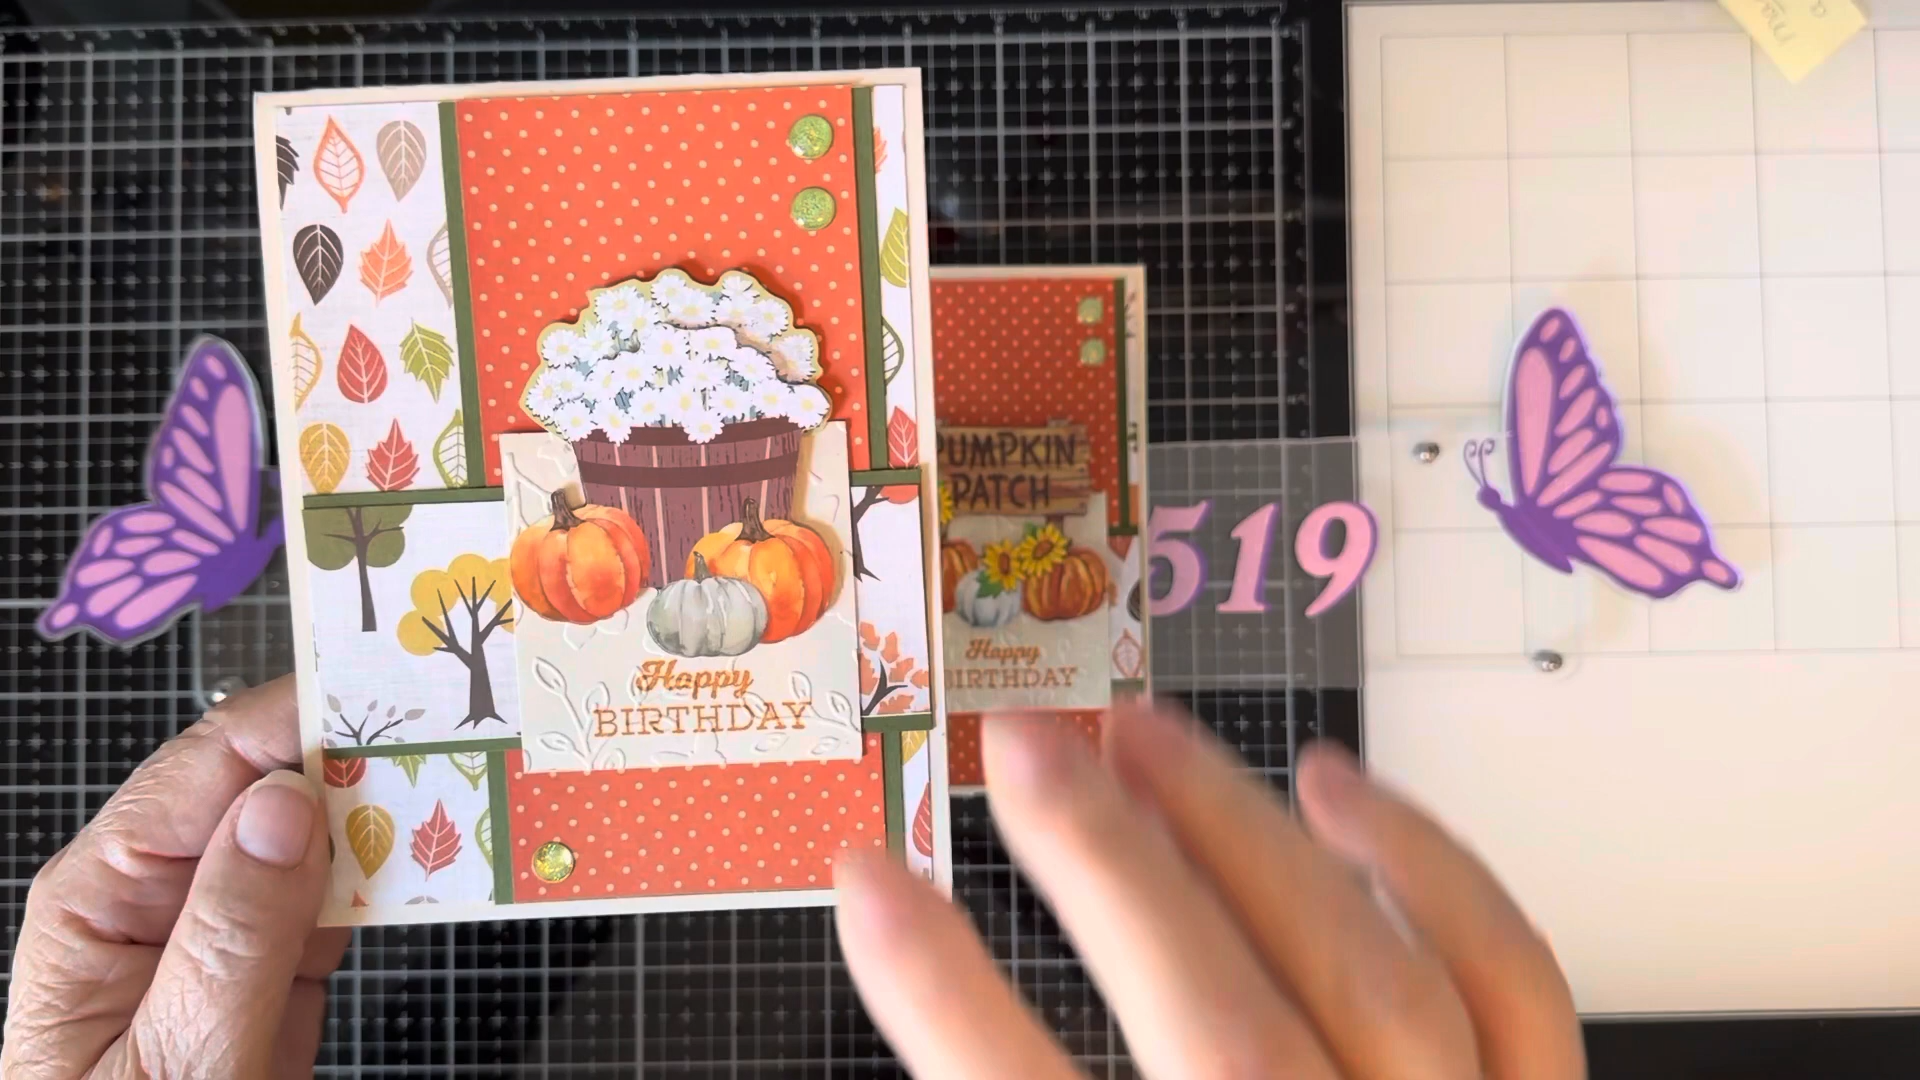 Happy
BIRTHDAY
PUMPKIN
PATCH
Happy
BIRTHDAY
519